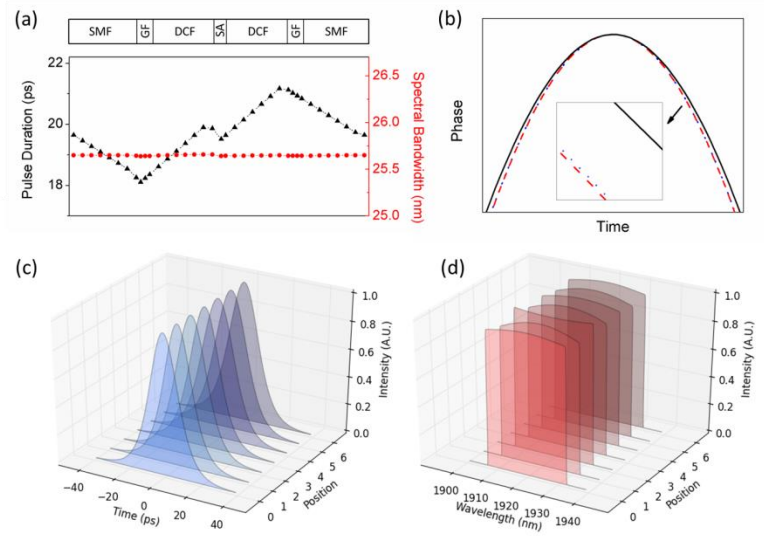 (a)
SMF GF DCF SA DCF GF SMF
22
20
18
Pulse Duration (ps)
26.5
26.0
25.5
25.0
Spectral Bandwidth (nm)
(b)
Phase
Time
(c)
1.0
0.8
0.6
0.4
0.2
0.0
Intensity (A.U.)
−40 −20 0 20 40
Time (ps)
0 1 2 3 4 5 6
Position
(d)
1.0
0.8
0.6
0.4
0.2
0.0
Intensity (A.U.)
1900 1910 1920 1930 1940
Wavelength (nm)
0 1 2 3 4 5 6
Position